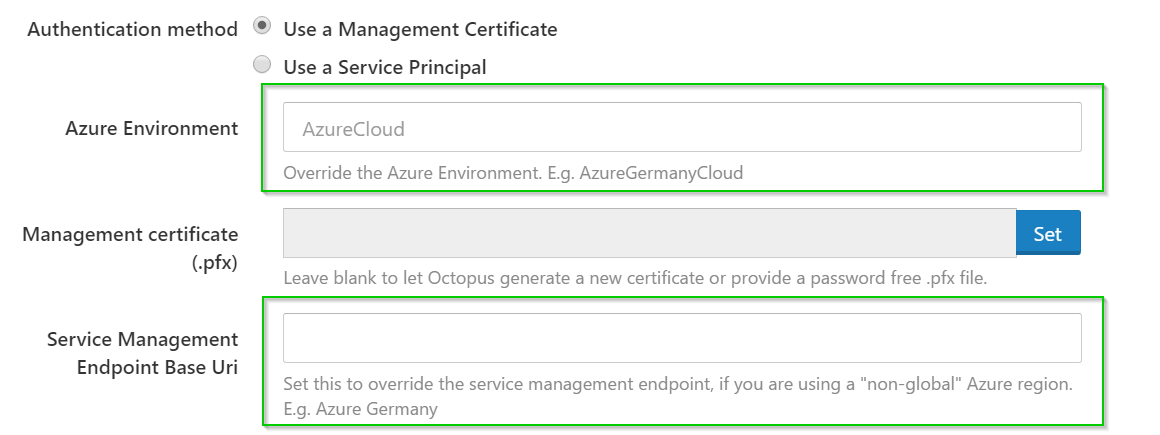 Authentication method Use a Management Certificate
Use a Service Principal
Azure Environment AzureCloud
Override the Azure Environment. E.g. AzureGermanyCloud
Management certificate (.pfx) Set
Leave blank to let Octopus generate a new certificate or provide a password free .pfx file.
Service Management
Endpoint Base Uri
Set this to override the service management endpoint, if you are using a "non-global" Azure region.
E.g. Azure Germany